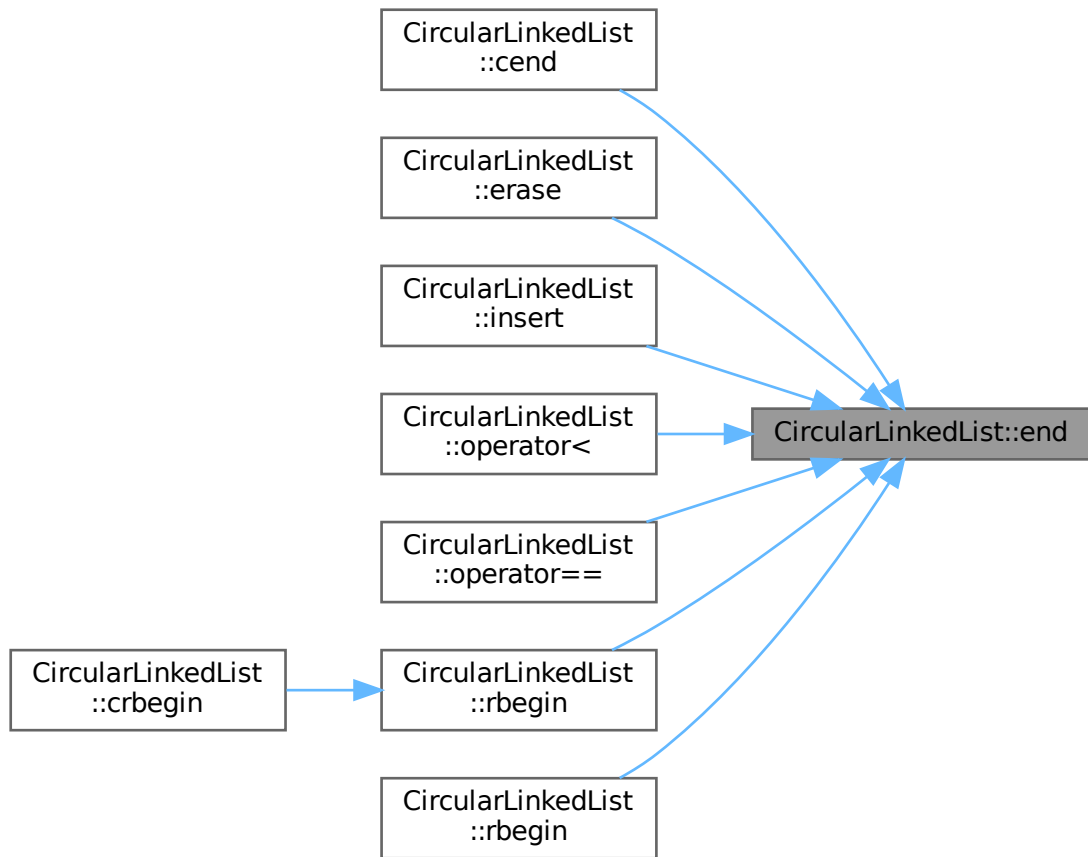 CircularLinkedList
::cend
CircularLinkedList
::erase
CircularLinkedList
::insert
CircularLinkedList
::operator<
CircularLinkedList::end
CircularLinkedList
::operator==
CircularLinkedList
::crbegin
CircularLinkedList
::rbegin
CircularLinkedList
::rbegin